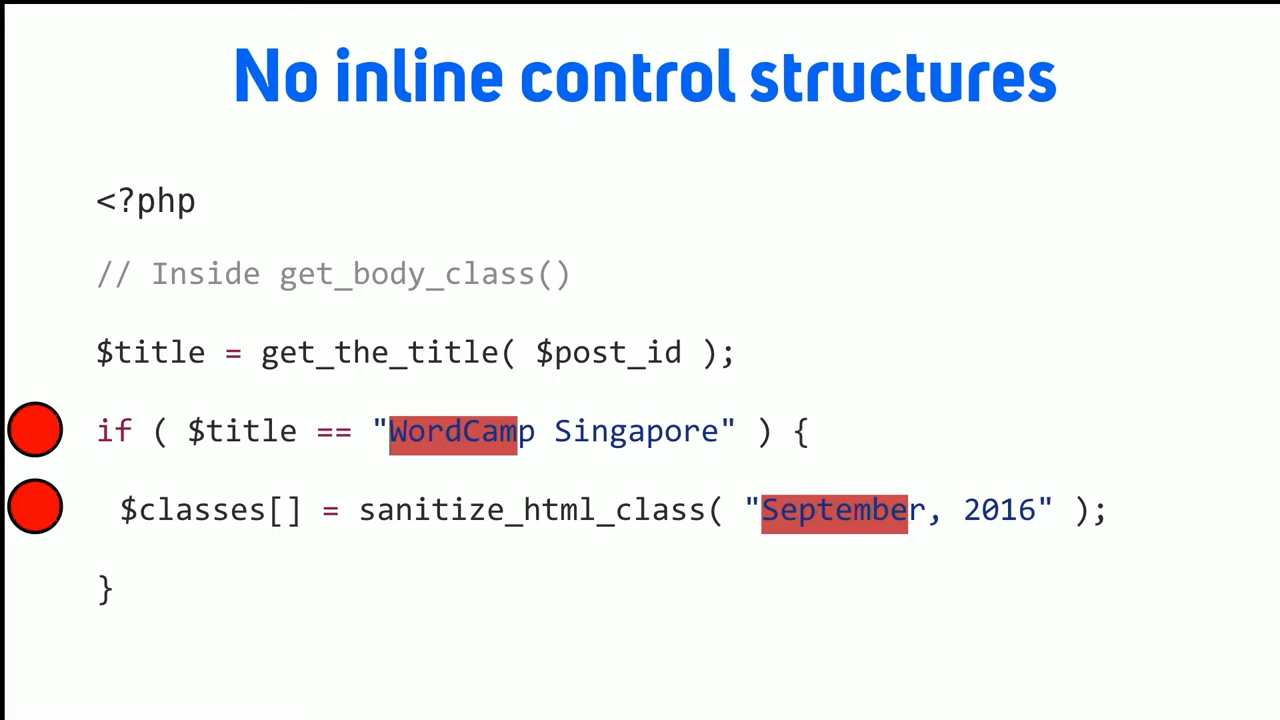 No inline control structures
<?php
// Inside get_body_class()
$title = get_the_title( $post_id );
if ( $title == "WordCamp Singapore" ) {
$classes[] = sanitize_html_class( "September, 2016" );
}